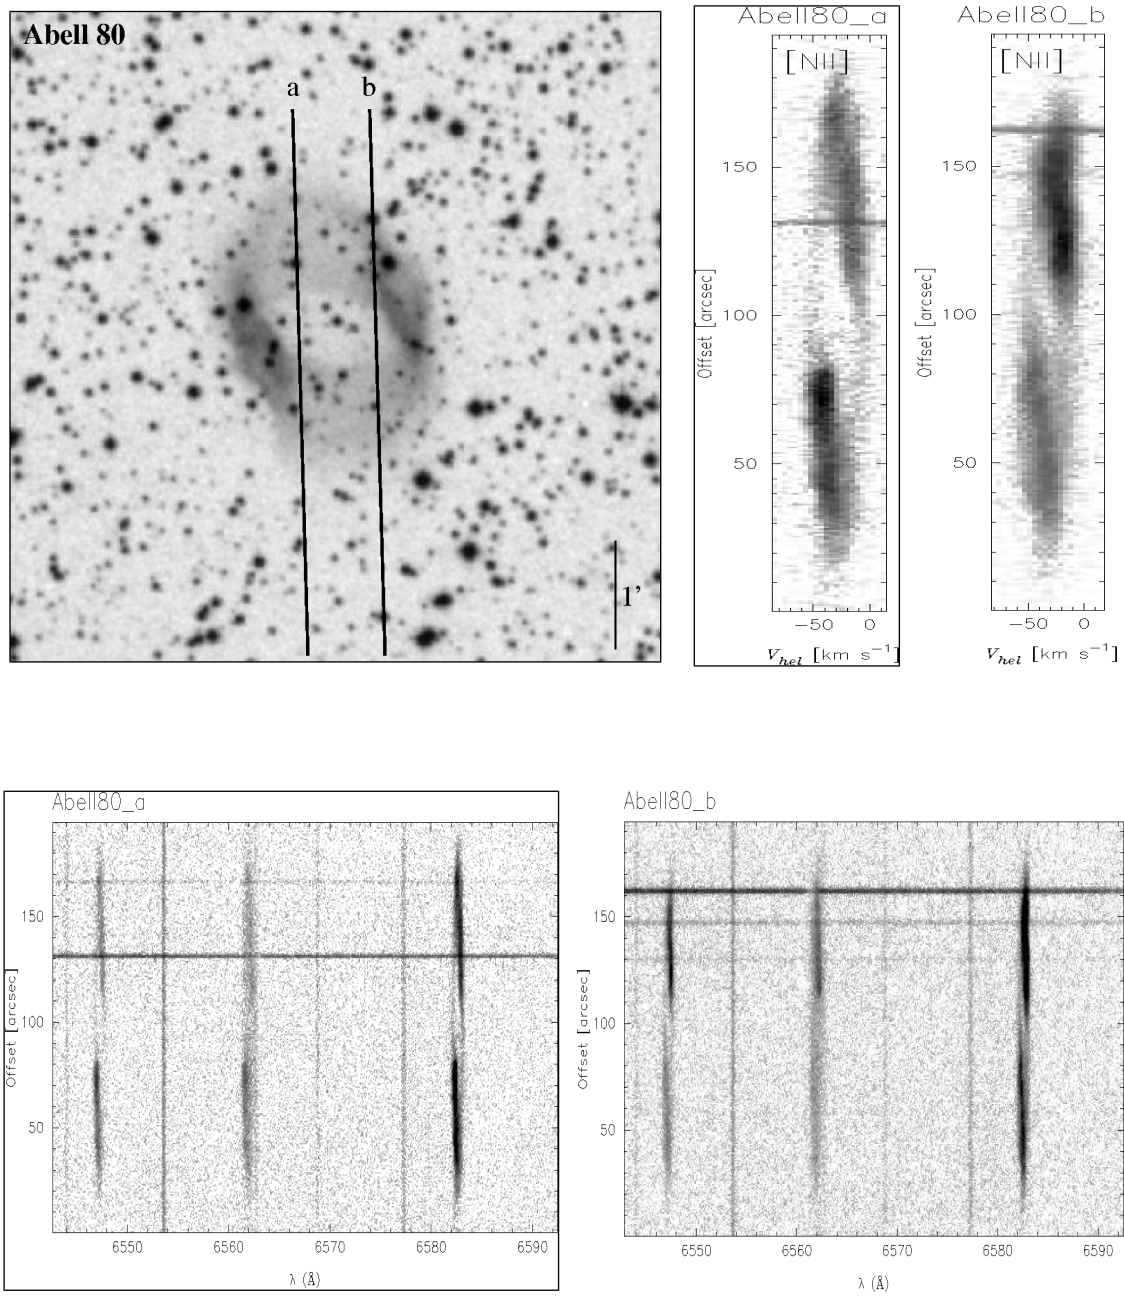 Abell 80
a
b
1'
Abell80_a
[NII]
150
100
50
Offset [arcsec]
−50
0
V_hel [km s⁻¹]
Abell80_b
[NII]
150
100
50
Offset [arcsec]
−50
0
V_hel [km s⁻¹]
Abell80_a
150
100
50
Offset [arcsec]
6550
6560
6570
6580
6590
λ (Å)
Abell80_b
150
100
50
Offset [arcsec]
6550
6560
6570
6580
6590
λ (Å)